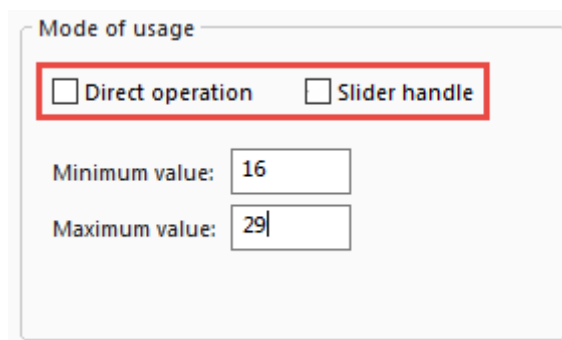 Mode of usage
Direct operation Slider handle
Minimum value: 16
Maximum value: 29